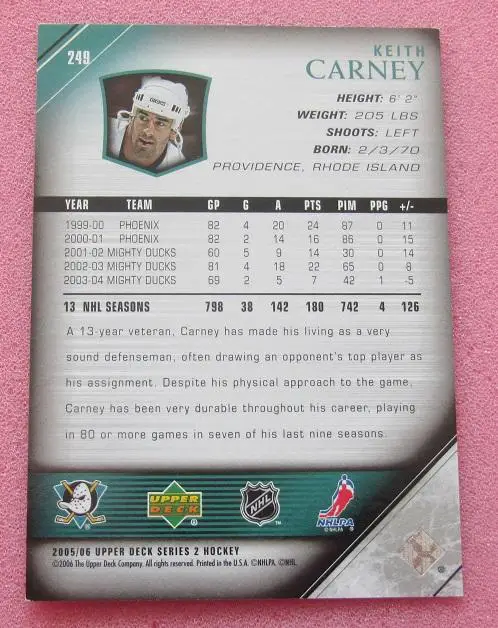 249
KEITH
CARNEY
HEIGHT: 6' 2"
WEIGHT: 205 LBS
SHOOTS: LEFT
BORN: 2/3/70
PROVIDENCE, RHODE ISLAND
YEAR TEAM GP G A PTS PIM PPG +/-
1999-00 PHOENIX 82 4 20 24 87 0 11
2000-01 PHOENIX 82 2 14 16 86 0 15
2001-02 MIGHTY DUCKS 60 5 9 14 30 0 14
2002-03 MIGHTY DUCKS 81 4 18 22 65 0 8
2003-04 MIGHTY DUCKS 69 2 5 7 42 1 -5
13 NHL SEASONS 798 38 142 180 742 4 126
A 13-year veteran, Carney has made his living as a very
sound defenseman, often drawing an opponent's top player as
his assignment. Despite his physical approach to the game,
Carney has been very durable throughout his career, playing
in 80 or more games in seven of his last nine seasons.
UPPER
DECK
NHL
NHLPA
©NHLPA
2005/06 UPPER DECK SERIES 2 HOCKEY
©2006 The Upper Deck Company. All rights reserved. Printed in the U.S.A. ©NHLPA, ©NHL.